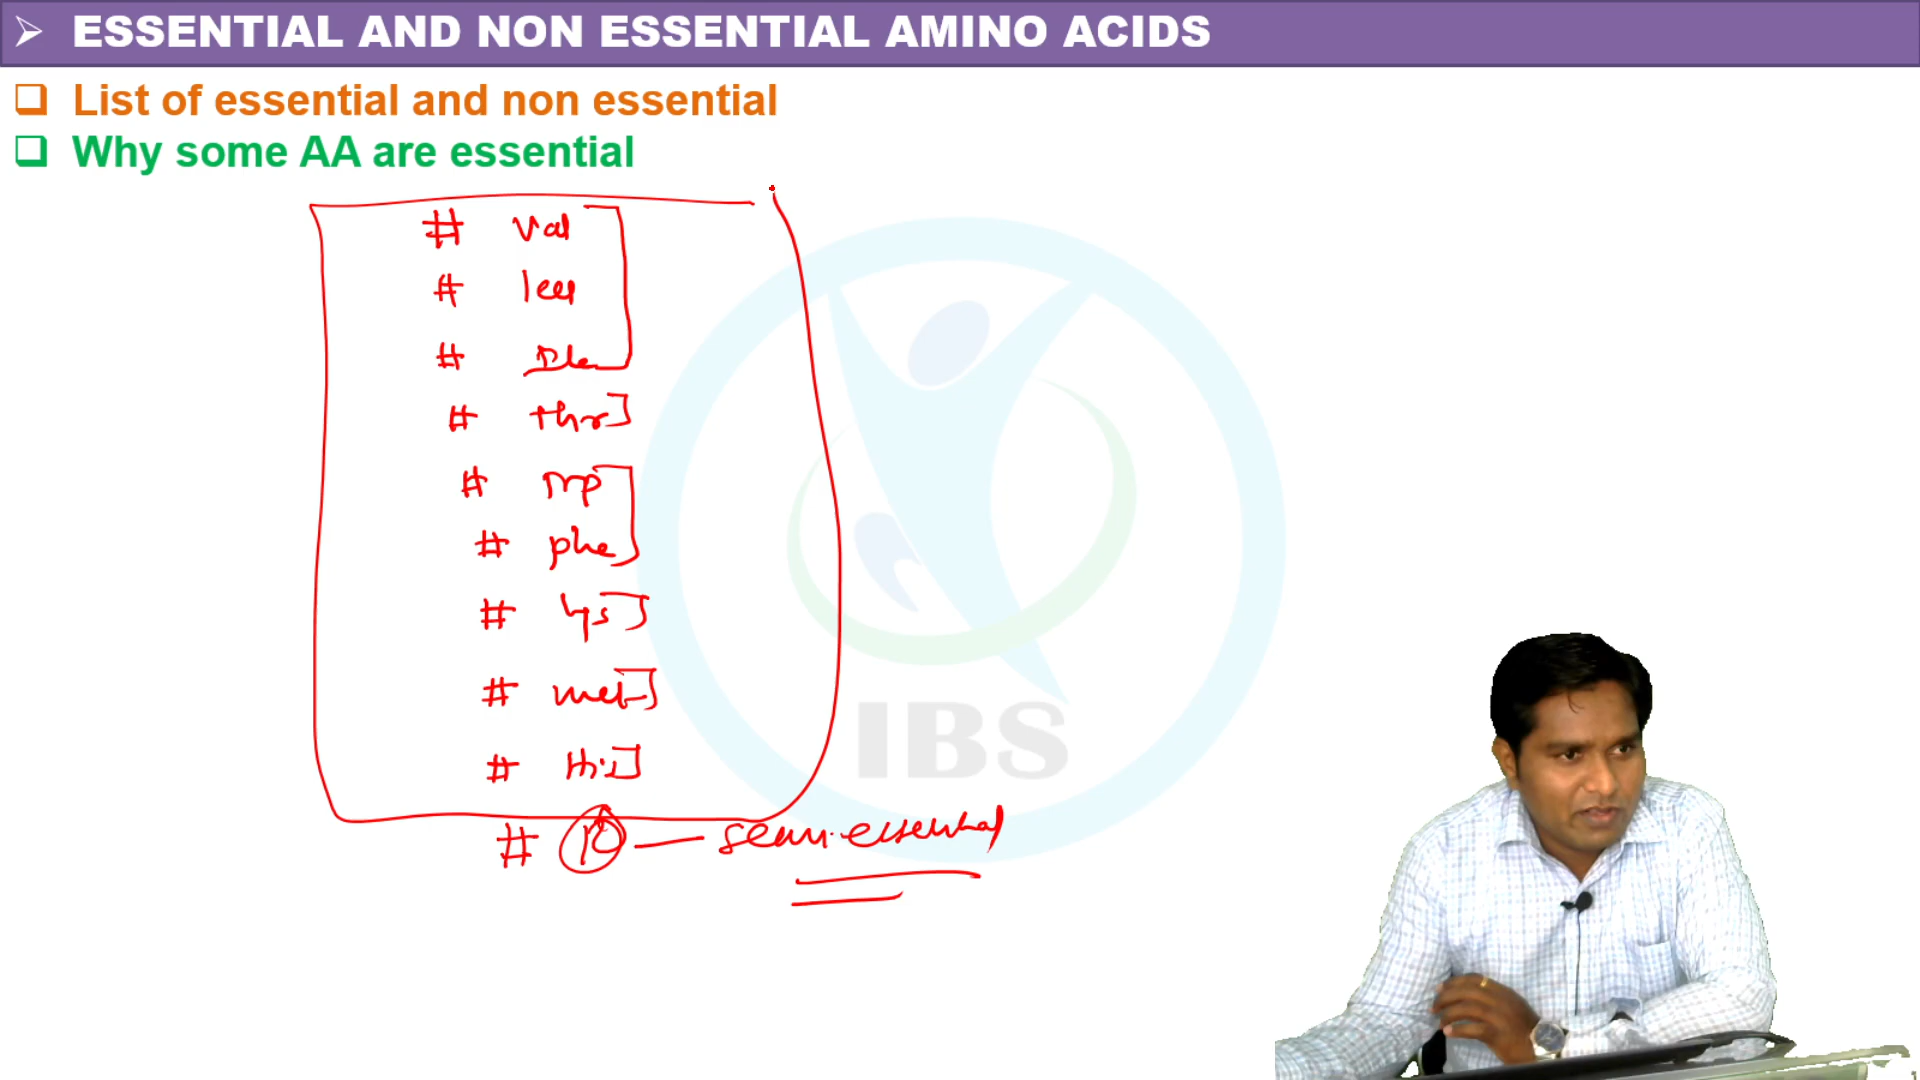 ESSENTIAL AND NON ESSENTIAL AMINO ACIDS
List of essential and non essential
Why some AA are essential
# Val
# leu
# Ile
# thr
# Trp
# phe
# lys
# met
# His
# R — semi-essential
IBS